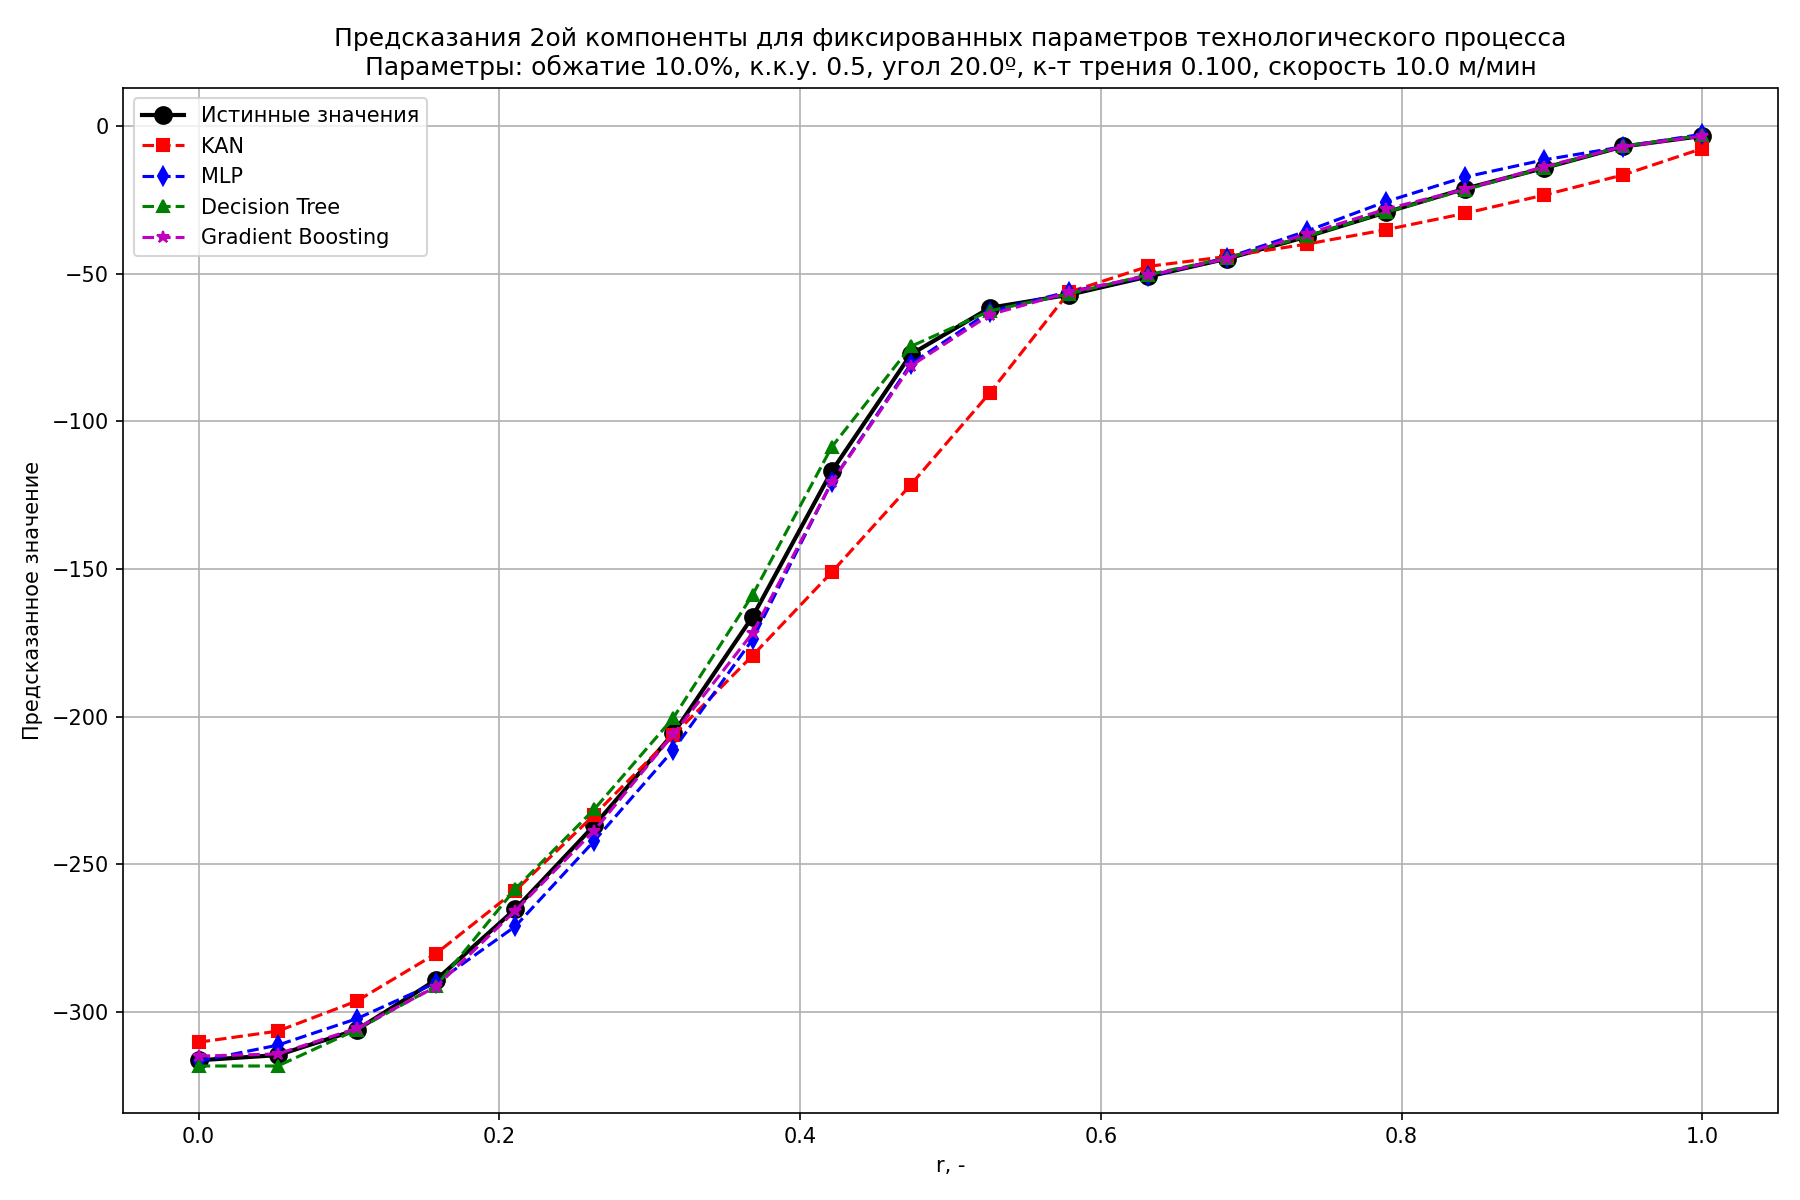 Предсказания 2ой компоненты для фиксированных параметров технологического процесса
Параметры: обжатие 10.0%, к.к.у. 0.5, угол 20.0º, к-т трения 0.100, скорость 10.0 м/мин
Истинные значения
KAN
MLP
Decision Tree
Gradient Boosting
Предсказанное значение
0
−50
−100
−150
−200
−250
−300
0.0 0.2 0.4 0.6 0.8 1.0
r, -